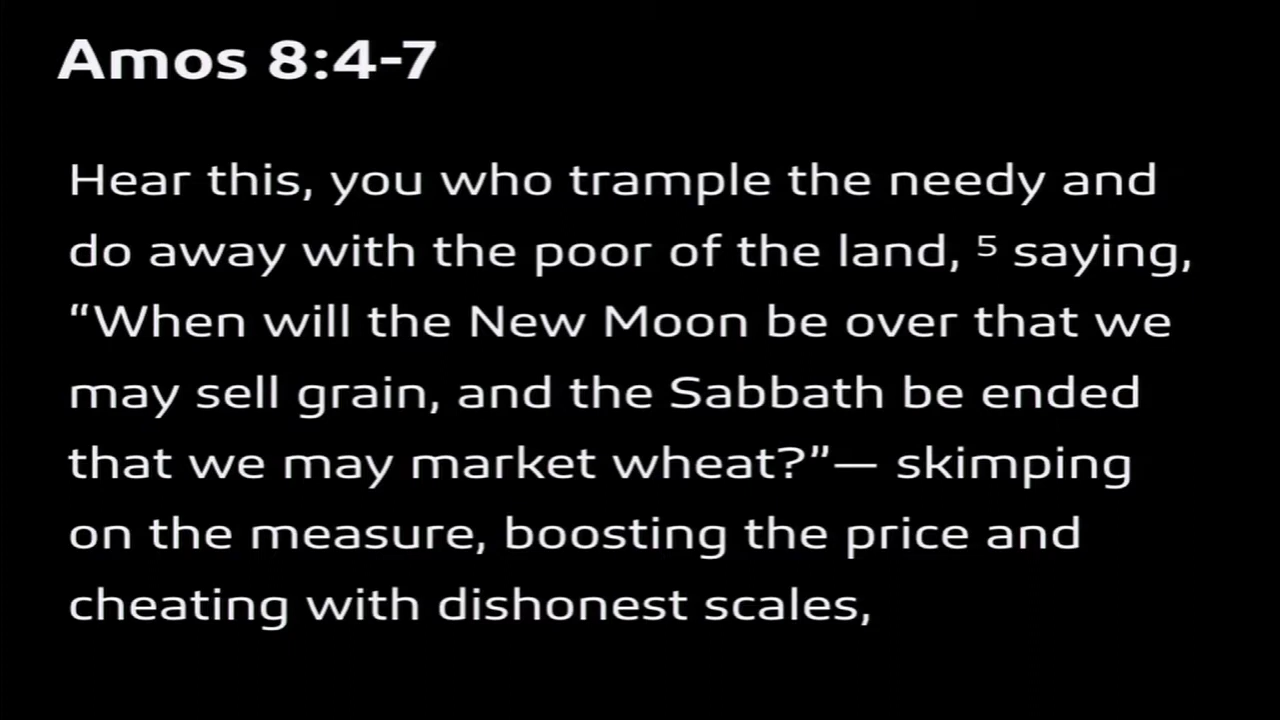 Amos 8:4-7
Hear this, you who trample the needy and
do away with the poor of the land, ⁵ saying,
“When will the New Moon be over that we
may sell grain, and the Sabbath be ended
that we may market wheat?”— skimping
on the measure, boosting the price and
cheating with dishonest scales,